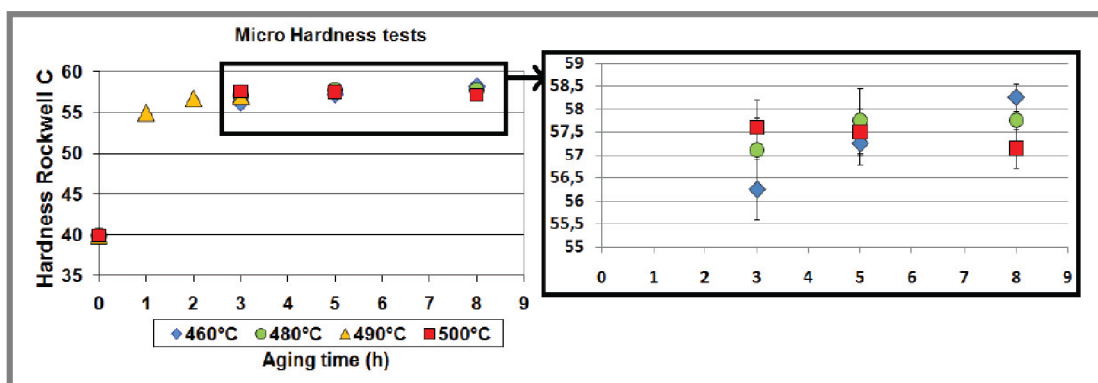 Micro Hardness tests
Hardness Rockwell C
60
55
50
45
40
35
0 1 2 3 4 5 6 7 8 9
460°C 480°C 490°C 500°C
Aging time (h)
59
58,5
58
57,5
57
56,5
56
55,5
55
0 1 2 3 4 5 6 7 8 9